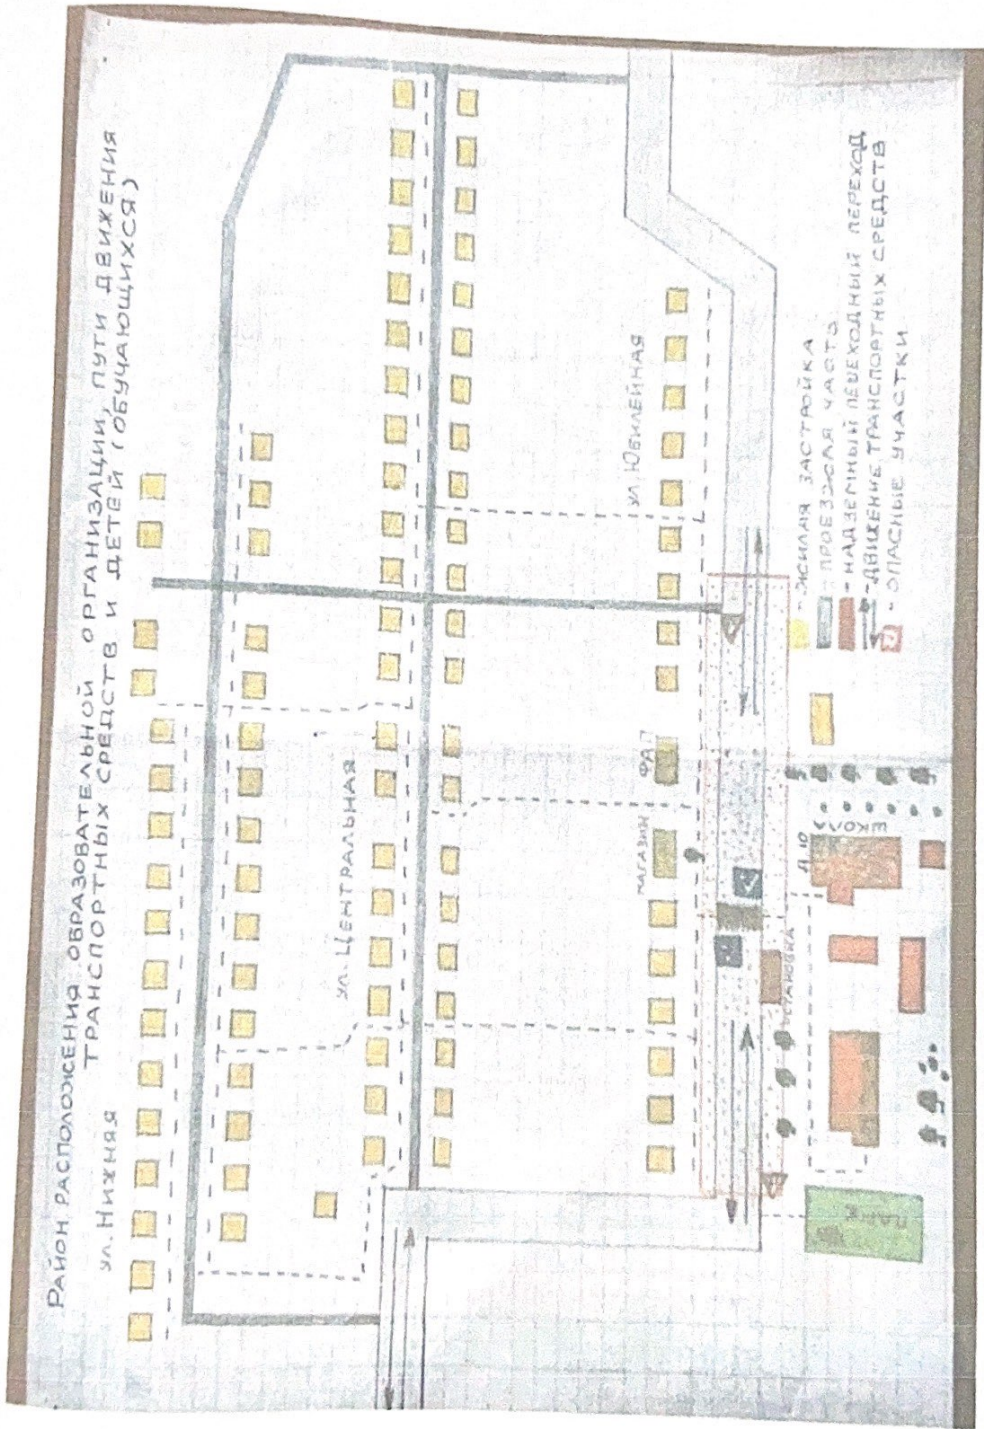 РАЙОН РАСПОЛОЖЕНИЯ ОБРАЗОВАТЕЛЬНОЙ ОРГАНИЗАЦИИ, ПУТИ ДВИЖЕНИЯ
ТРАНСПОРТНЫХ СРЕДСТВ И ДЕТЕЙ (ОБУЧАЮЩИХСЯ)
ул. Нижняя
ул. Центральная
ул. Юбилейная
МАГАЗИН
ФАП
ОСТАНОВКА
Д.10
ПАРК
- ЖИЛАЯ ЗАСТРОЙКА
- ПРОЕЗЖАЯ ЧАСТЬ
- НАДЗЕМНЫЙ ПЕШЕХОДНЫЙ ПЕРЕХОД
- ДВИЖЕНИЕ ТРАНСПОРТНЫХ СРЕДСТВ
- ОПАСНЫЕ УЧАСТКИ